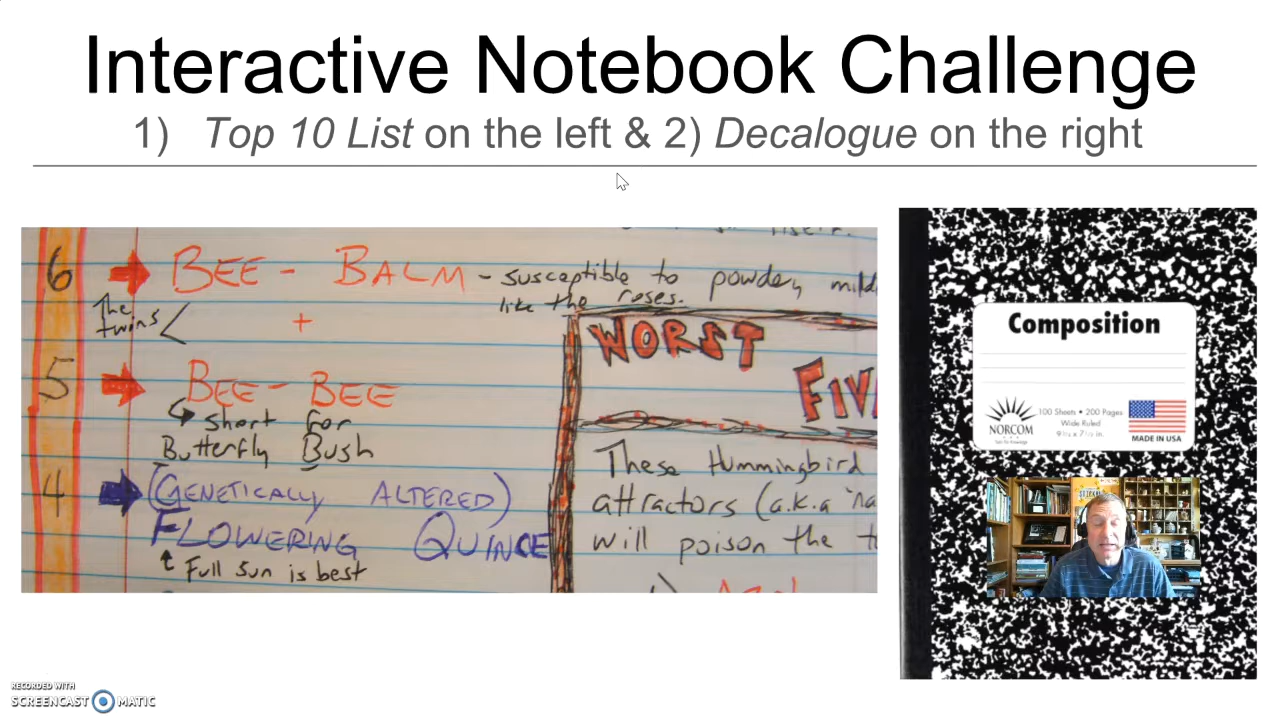 Interactive Notebook Challenge
1) Top 10 List on the left & 2) Decalogue on the right
6 BEE - BALM - susceptible to powdery mild
like the roses.
The twins
+
5 BEE - BEE
short for
Butterfly Bush
4 (GENETICALLY ALTERED)
FLOWERING QUINCE
Full sun is best
WORST
FIV
These Hummingbird
attractors (a.k.a 'na
will poison the t
Composition
100 Sheets • 200 Pages
Wide Ruled
NORCOM
MADE IN USA
RECORDED WITH
SCREENCAST MATIC